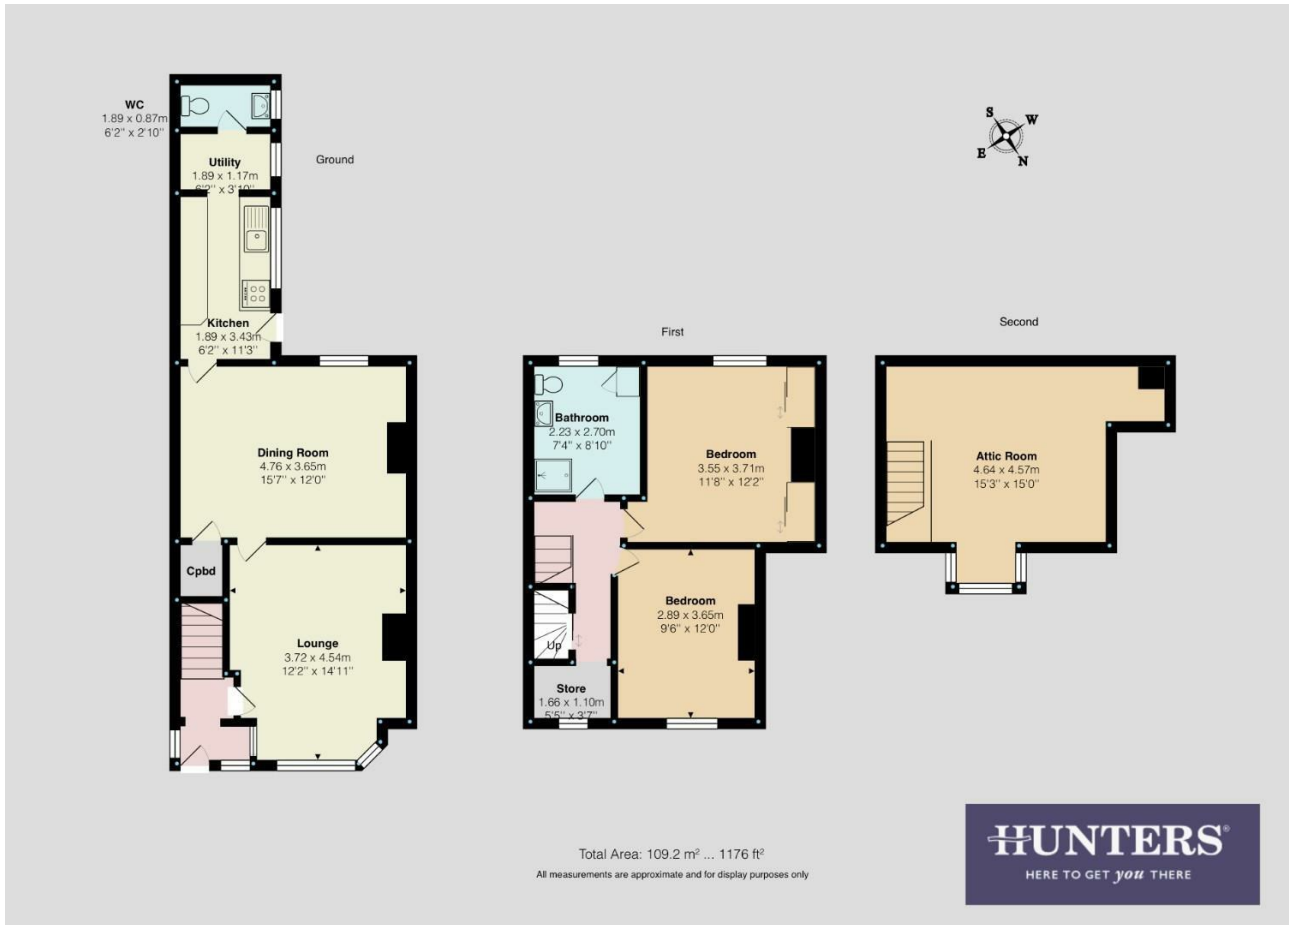 WC
1.89 x 0.87m
6'2'' x 2'10''
Utility
1.89 x 1.17m
6'2'' x 3'10''
Ground
Kitchen
1.89 x 3.43m
6'2'' x 11'3''
Dining Room
4.76 x 3.65m
15'7'' x 12'0''
Cpbd
Lounge
3.72 x 4.54m
12'2'' x 14'11''
First
Bathroom
2.23 x 2.70m
7'4'' x 8'10''
Bedroom
3.55 x 3.71m
11'8'' x 12'2''
Bedroom
2.89 x 3.65m
9'6'' x 12'0''
Up
Store
1.66 x 1.10m
5'5'' x 3'7''
S
W
E
N
Second
Attic Room
4.64 x 4.57m
15'3'' x 15'0''
Total Area: 109.2 m² ... 1176 ft²
All measurements are approximate and for display purposes only
HUNTERS®
HERE TO GET you THERE